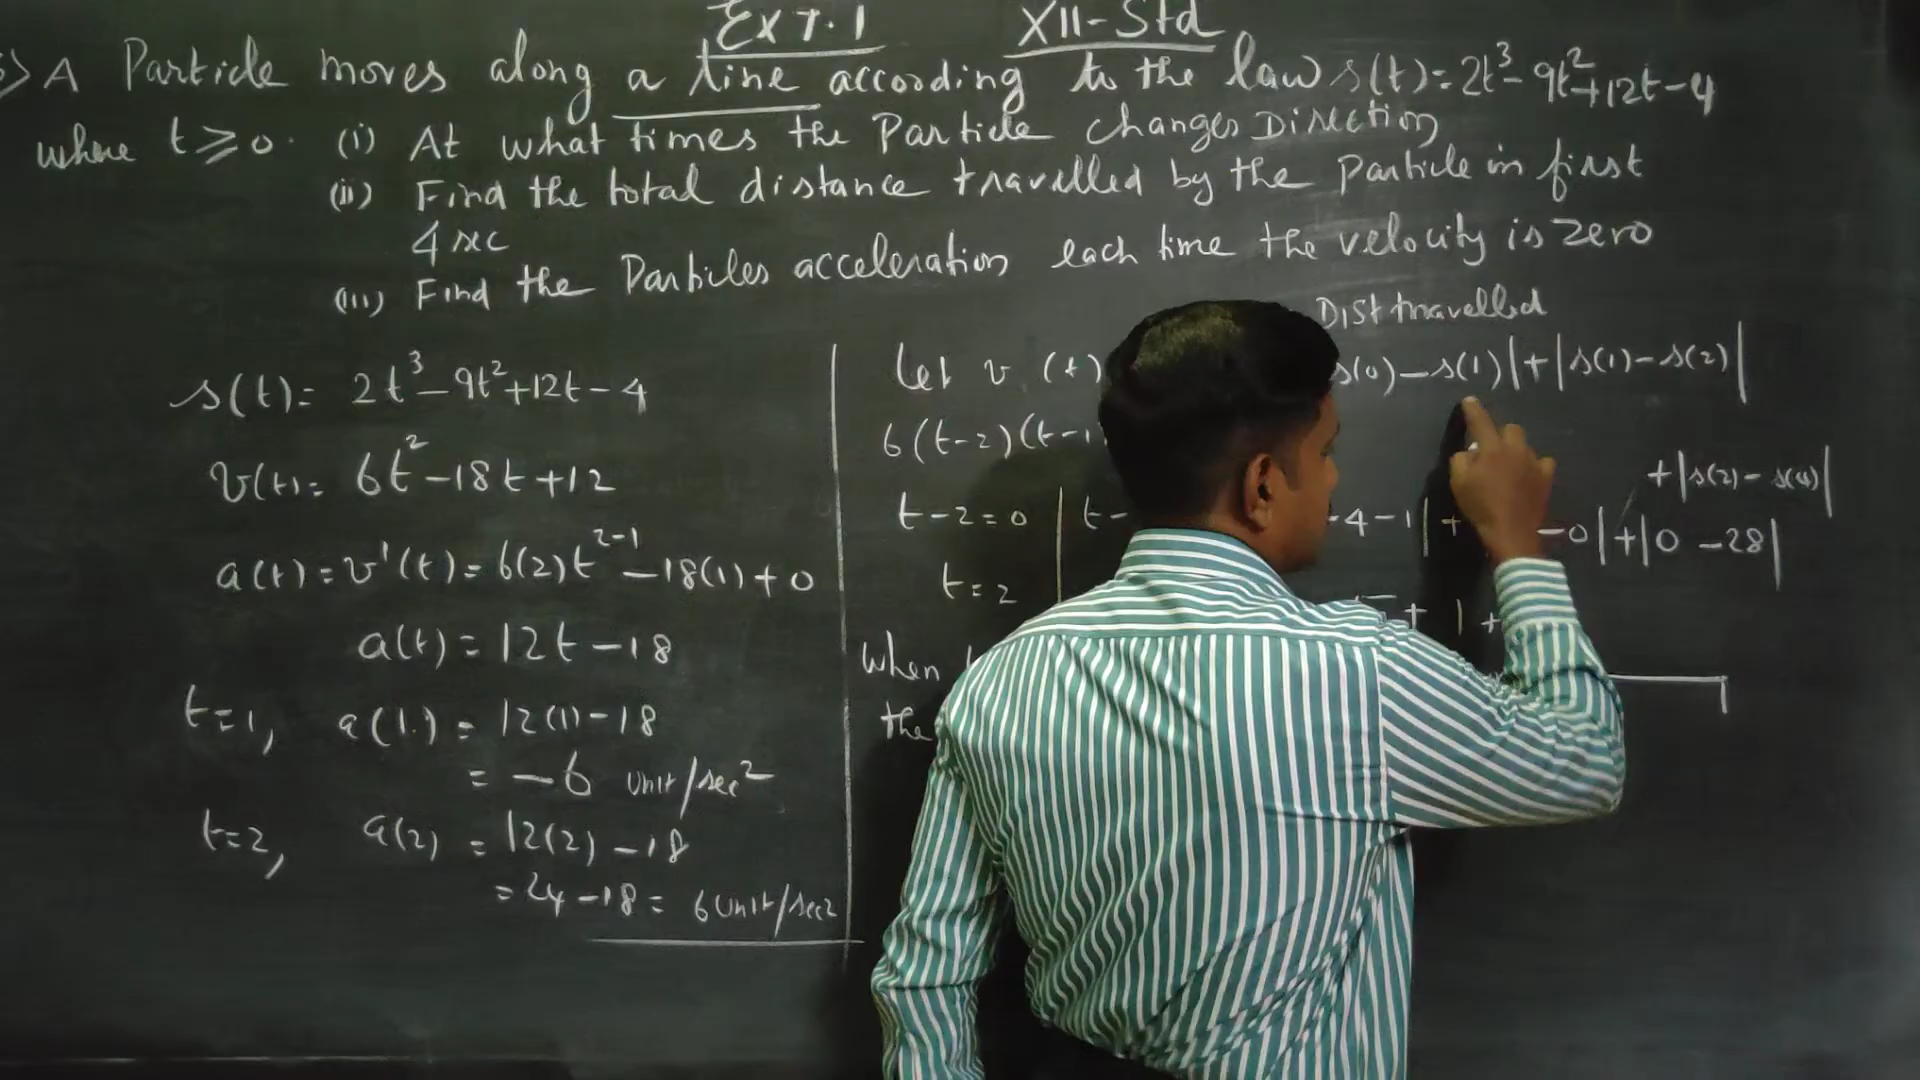 EX 7.1 XII-Std
A Particle moves along a line according to the law s(t)=2t³-9t²+12t-4
where t⩾0. (i) At what times the Particle changes Direction
(ii) Find the total distance travelled by the particle in first
4 sec
(iii) Find the Particles acceleration each time the velocity is zero
s(t)= 2t³-9t²+12t-4
v(t)= 6t²-18t+12
a(t)=v'(t)=6(2)t²⁻¹-18(1)+0
a(t)=12t-18
t=1, a(1)= 12(1)-18
= -6 unit/sec²
t=2, a(2) = 12(2)-18
=24-18= 6 unit/sec²
Let v(t)
6(t-2)(t-1
t-2=0 | t-
t=2
when
the
Dist travelled
s(0)-s(1)|+|s(1)-s(2)|
+|s(2)-s(4)|
-4-1|+ -0|+|0-28|
+ 1 +